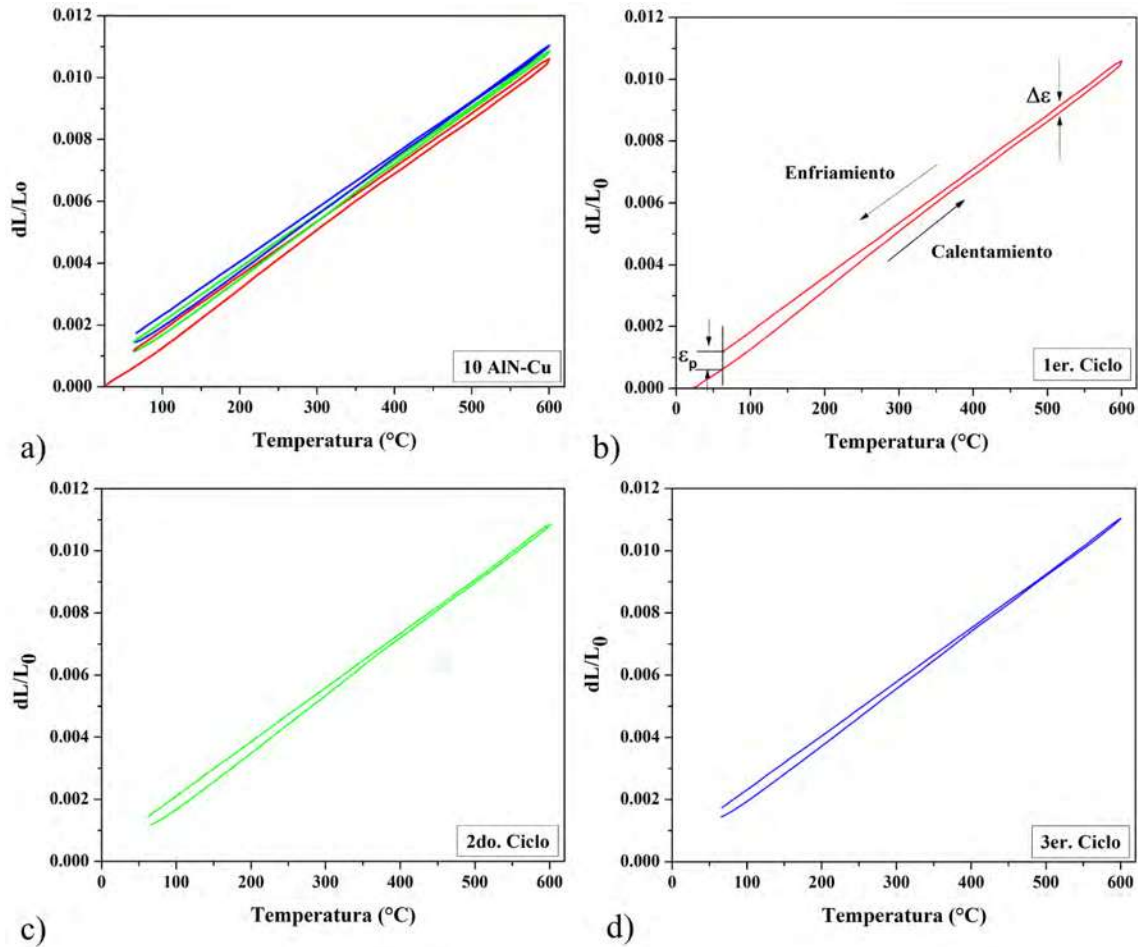 0.012
0.010
0.008
0.006
0.004
0.002
0.000
dL/Lo
100
200
300
400
500
600
Temperatura (°C)
10 AlN-Cu
a)
0.012
0.010
0.008
0.006
0.004
0.002
0.000
dL/L0
0
100
200
300
400
500
600
Temperatura (°C)
Δε
Enfriamiento
Calentamiento
εp
1er. Ciclo
b)
0.012
0.010
0.008
0.006
0.004
0.002
0.000
dL/L0
0
100
200
300
400
500
600
Temperatura (°C)
2do. Ciclo
c)
0.012
0.010
0.008
0.006
0.004
0.002
0.000
dL/L0
0
100
200
300
400
500
600
Temperatura (°C)
3er. Ciclo
d)